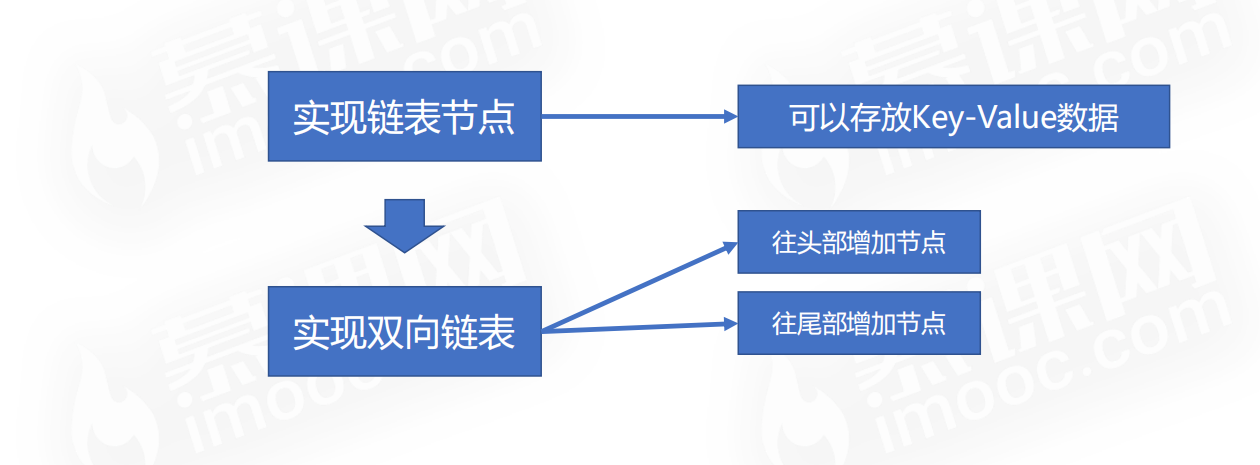 实现链表节点
可以存放Key-Value数据
往头部增加节点
实现双向链表
往尾部增加节点
慕课网
imooc.com
慕课网
imooc.com
慕课网
imooc.com
慕课网
imooc.com